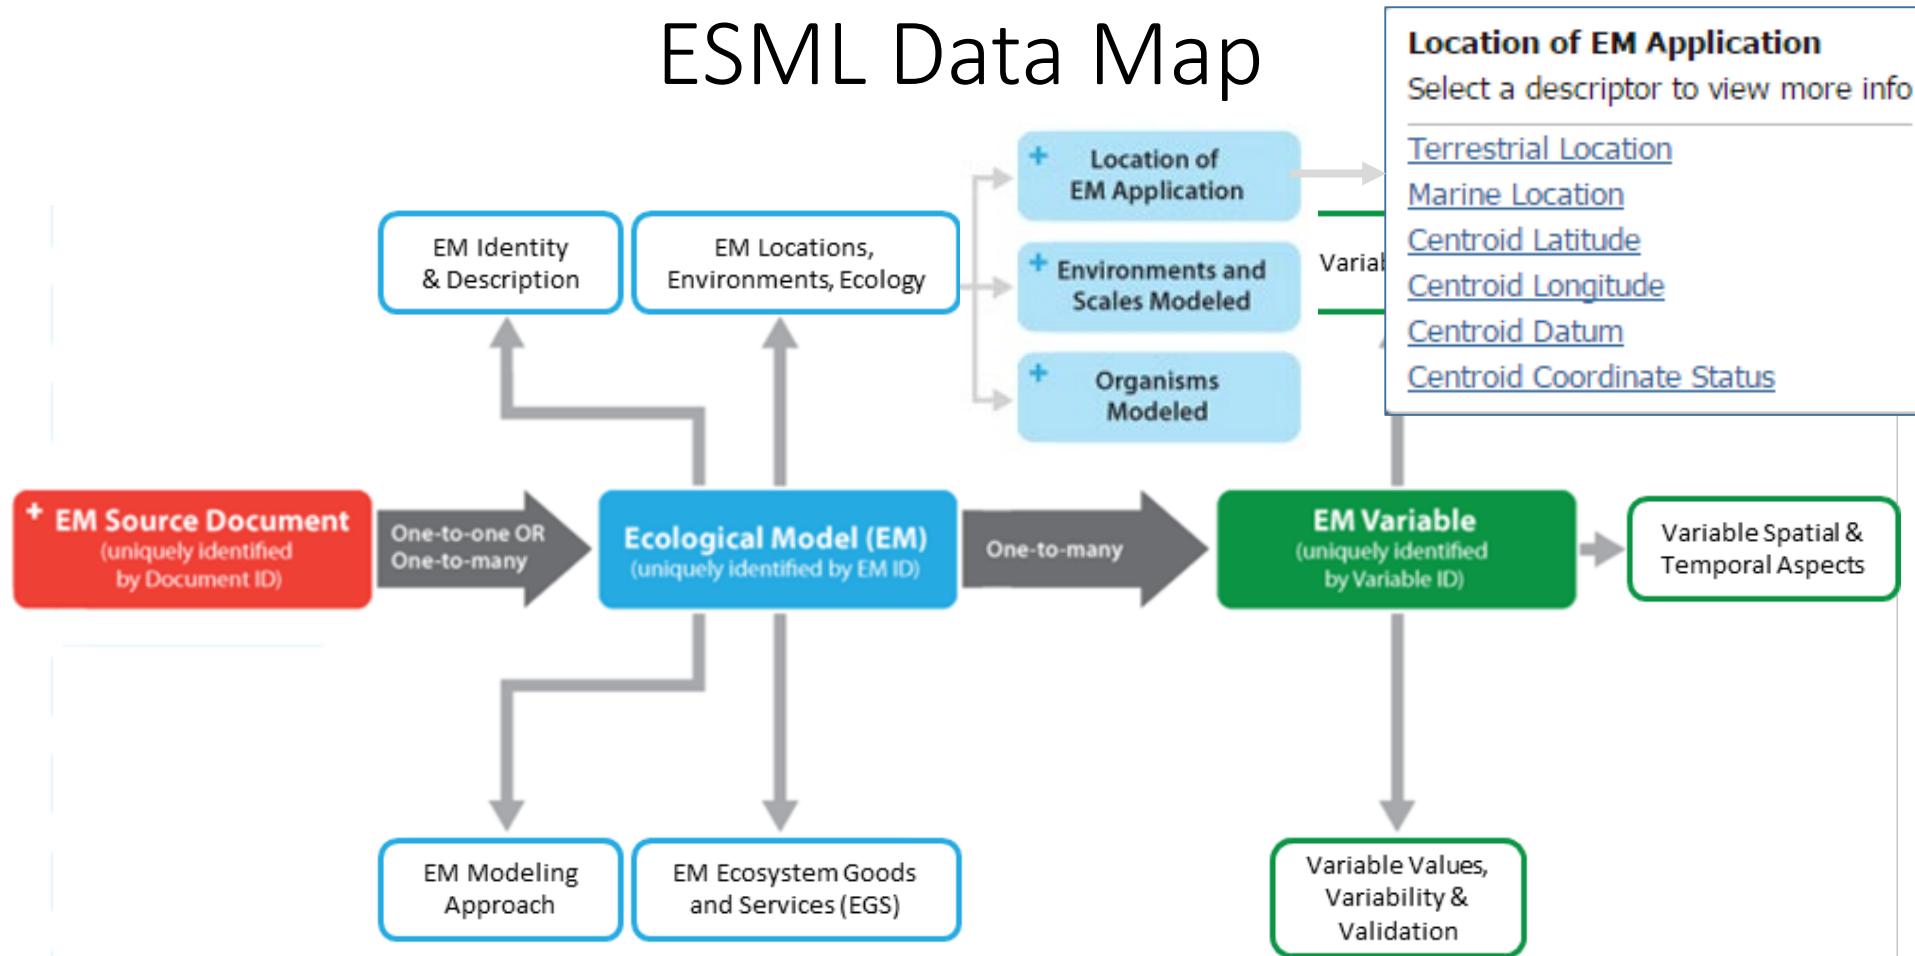 ESML Data Map
Location of EM Application
Select a descriptor to view more info
Terrestrial Location
Marine Location
Centroid Latitude
Centroid Longitude
Centroid Datum
Centroid Coordinate Status
+ Location of
EM Application
+ Environments and
Scales Modeled
+ Organisms
Modeled
EM Identity
& Description
EM Locations,
Environments, Ecology
+ EM Source Document
(uniquely identified
by Document ID)
One-to-one OR
One-to-many
Ecological Model (EM)
(uniquely identified by EM ID)
One-to-many
EM Variable
(uniquely identified
by Variable ID)
Variable Spatial &
Temporal Aspects
EM Modeling
Approach
EM Ecosystem Goods
and Services (EGS)
Variable Values,
Variability &
Validation